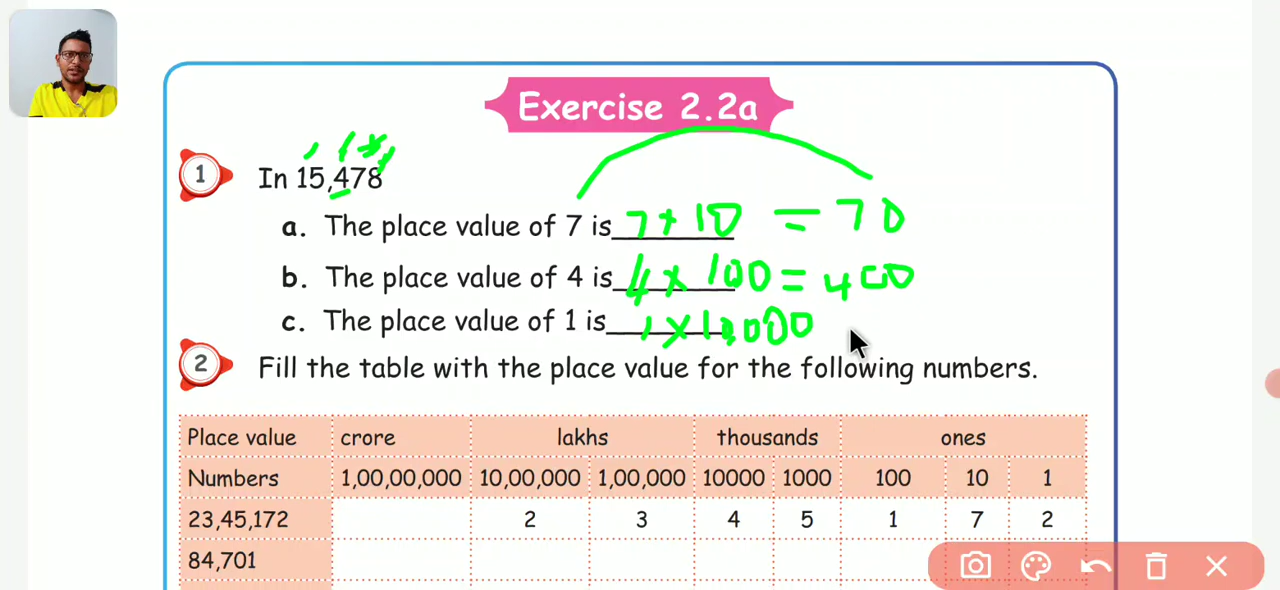 Exercise 2.2a
1 In 15,478
a. The place value of 7 is 7 + 10 = 70
b. The place value of 4 is 4 × 100 = 400
c. The place value of 1 is 1 × 10,000
2 Fill the table with the place value for the following numbers.
Place value crore lakhs thousands ones
Numbers 1,00,00,000 10,00,000 1,00,000 10000 1000 100 10 1
23,45,172 2 3 4 5 1 7 2
84,701